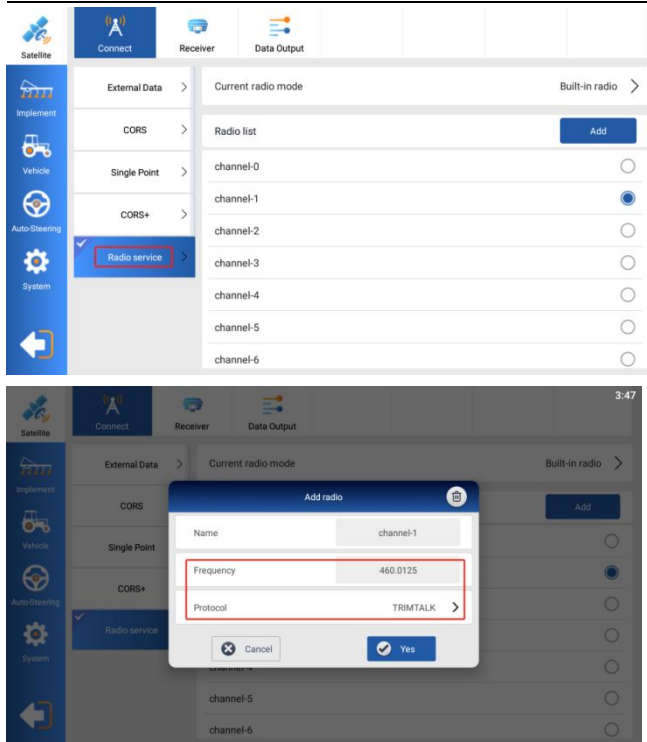 Satellite
Connect
Receiver
Data Output
Implement
Vehicle
Auto-Steering
System
External Data
CORS
Single Point
CORS+
Radio service
Current radio mode
Built-in radio
Radio list
Add
channel-0
channel-1
channel-2
channel-3
channel-4
channel-5
channel-6
3:47
Satellite
Connect
Receiver
Data Output
Implement
Vehicle
Auto-Steering
System
External Data
CORS
Single Point
CORS+
Radio service
Current radio mode
Built-in radio
Add
Add radio
Name
channel-1
Frequency
460.0125
Protocol
TRIMTALK
Cancel
Yes
channel-4
channel-5
channel-6